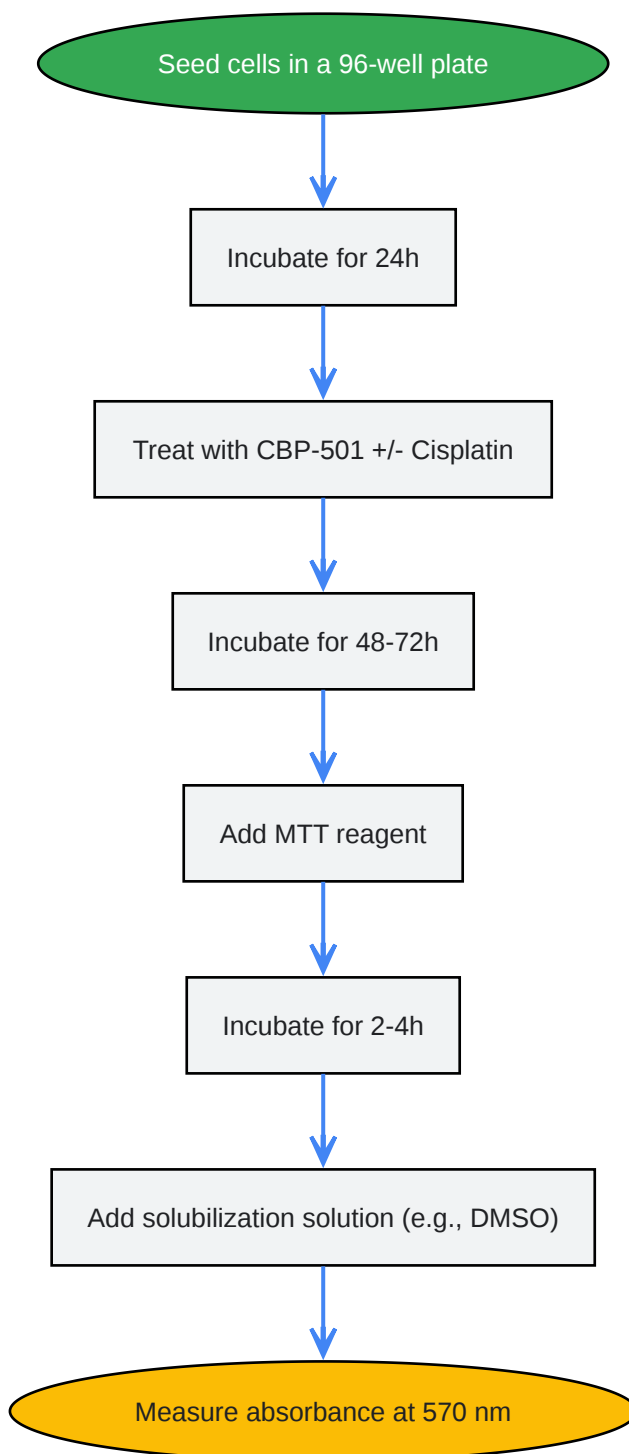 Seed cells in a 96-well plate
Incubate for 24h
Treat with CBP-501 +/- Cisplatin
Incubate for 48-72h
Add MTT reagent
Incubate for 2-4h
Add solubilization solution (e.g., DMSO)
Measure absorbance at 570 nm